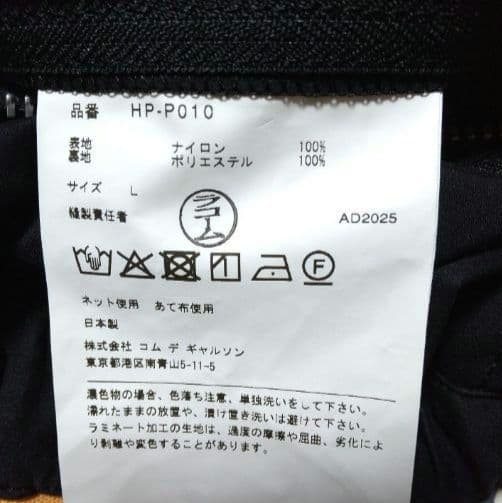 品番 HP-P010
表地 ナイロン 100%
裏地 ポリエステル 100%
サイズ L
縫製責任者 ラコーム AD2025
F
ネット使用 あて布使用
日本製
株式会社 コム デ ギャルソン
東京都港区南青山5-11-5
濃色物の場合、色落ち注意、単独洗いをして下さい。
濡れたままの放置や、漬け置き洗いは避けて下さい。
ラミネート加工の生地は、過度の摩擦や屈曲、劣化によ
り剥離や変色することがあります。